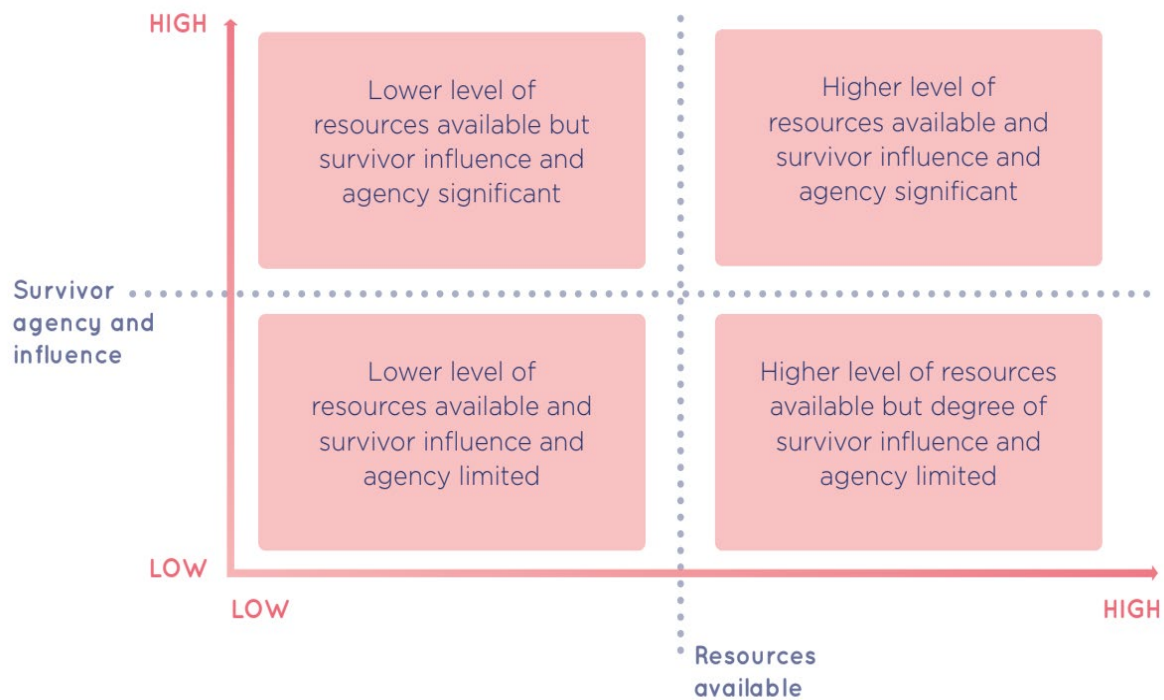 HIGH
Lower level of
resources available but
survivor influence and
agency significant
Higher level of
resources available and
survivor influence and
agency significant
Survivor
agency and
influence
Lower level of
resources available and
survivor influence and
agency limited
Higher level of resources
available but degree of
survivor influence and
agency limited
LOW
LOW
HIGH
Resources
available